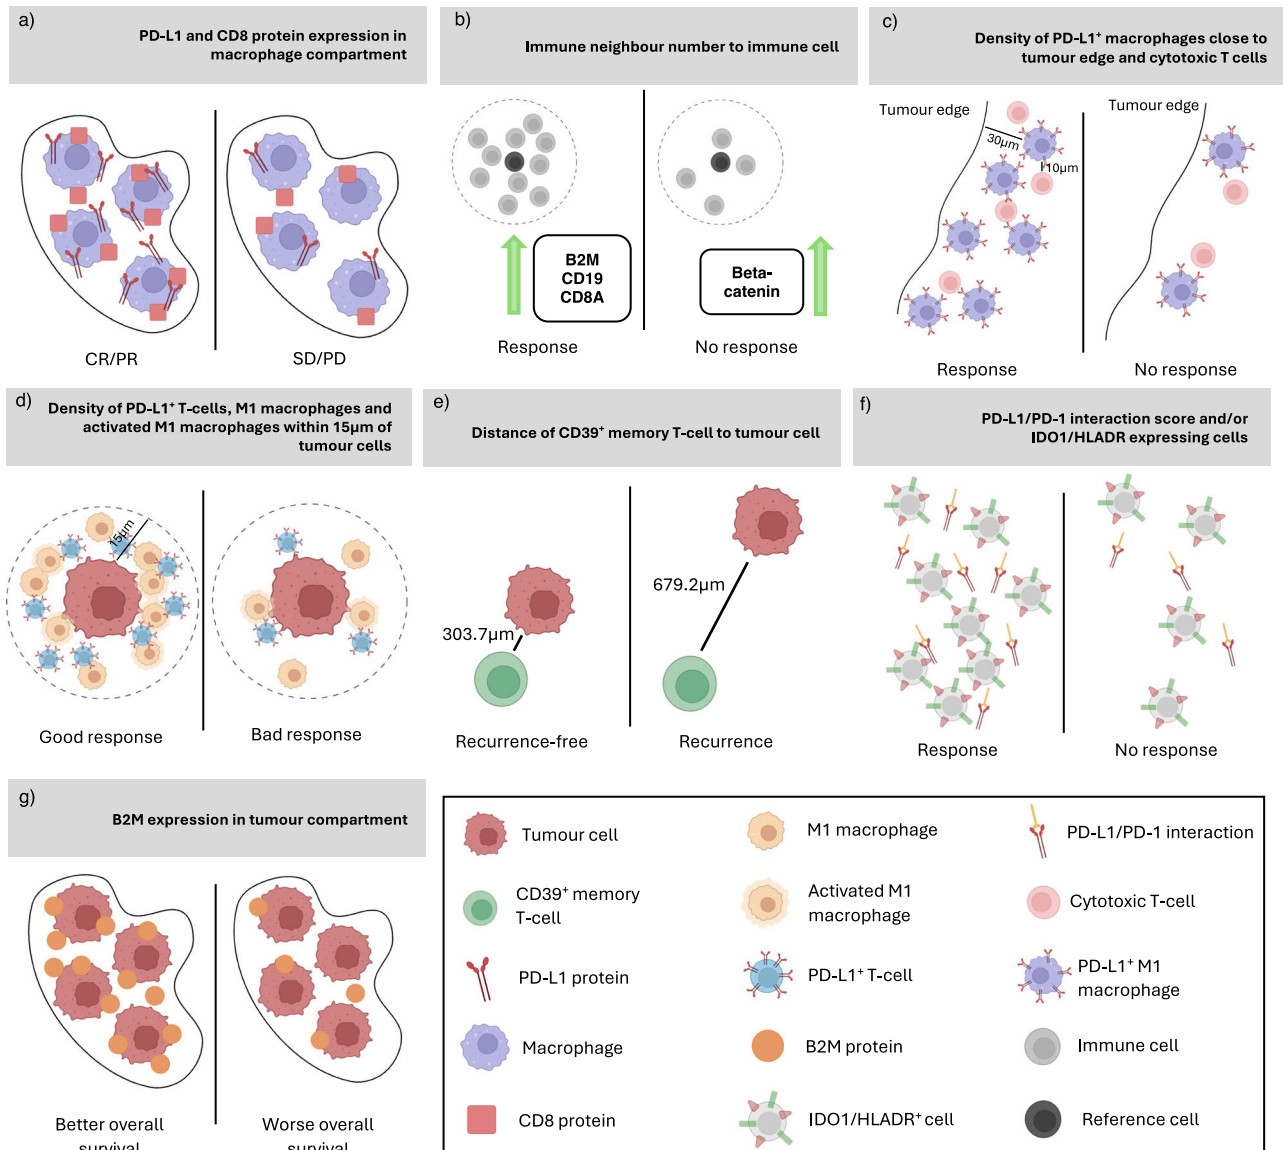 a)
PD-L1 and CD8 protein expression in
macrophage compartment
CR/PR
SD/PD
b)
Immune neighbour number to immune cell
B2M
CD19
CD8A
Beta-
catenin
Response
No response
c)
Density of PD-L1⁺ macrophages close to
tumour edge and cytotoxic T cells
Tumour edge
Tumour edge
30µm
10µm
Response
No response
d)
Density of PD-L1⁺ T-cells, M1 macrophages and
activated M1 macrophages within 15µm of
tumour cells
15µm
Good response
Bad response
e)
Distance of CD39⁺ memory T-cell to tumour cell
303.7µm
679.2µm
Recurrence-free
Recurrence
f)
PD-L1/PD-1 interaction score and/or
IDO1/HLADR expressing cells
Response
No response
g)
B2M expression in tumour compartment
Better overall
survival
Worse overall
survival
Tumour cell
M1 macrophage
PD-L1/PD-1 interaction
CD39⁺ memory
T-cell
Activated M1
macrophage
Cytotoxic T-cell
PD-L1 protein
PD-L1⁺ T-cell
PD-L1⁺ M1
macrophage
Macrophage
B2M protein
Immune cell
CD8 protein
IDO1/HLADR⁺ cell
Reference cell